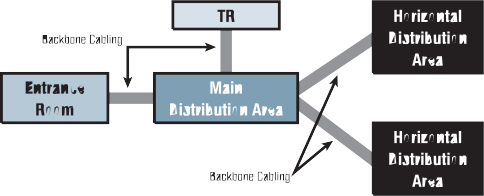 TR
Horizontal
Distribution
Area
Backbone Cabling
Entrance
Room
Main
Distribution Area
Horizontal
Distribution
Area
Backbone Cabling